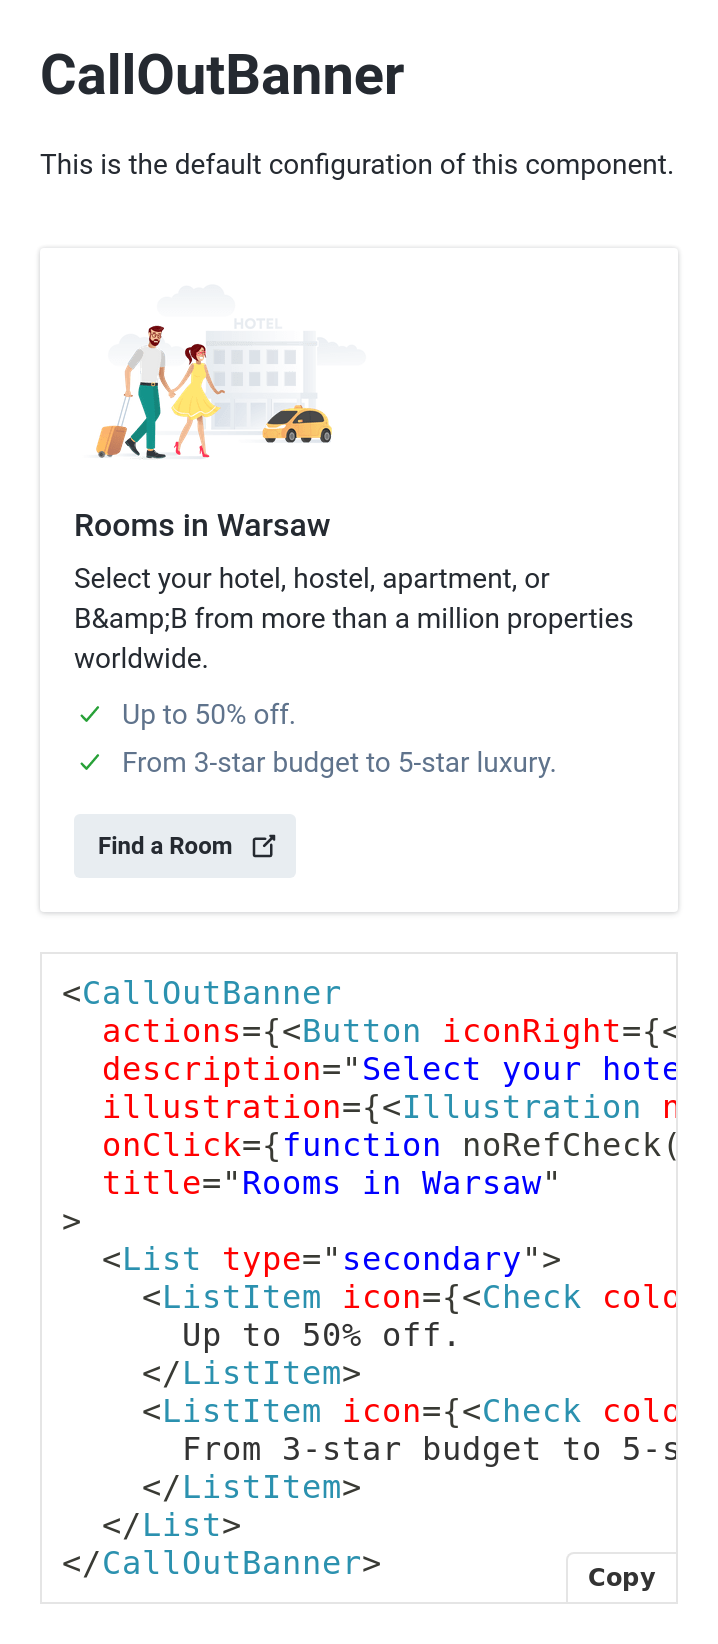 CallOutBanner
This is the default configuration of this component.
HOTEL
Rooms in Warsaw
Select your hotel, hostel, apartment, or
B&amp;B from more than a million properties
worldwide.
Up to 50% off.
From 3-star budget to 5-star luxury.
Find a Room
<CallOutBanner
  actions={<Button iconRight={<
  description="Select your hote
  illustration={<Illustration n
  onClick={function noRefCheck(
  title="Rooms in Warsaw"
>
  <List type="secondary">
    <ListItem icon={<Check colo
      Up to 50% off.
    </ListItem>
    <ListItem icon={<Check colo
      From 3-star budget to 5-s
    </ListItem>
  </List>
</CallOutBanner>
Copy